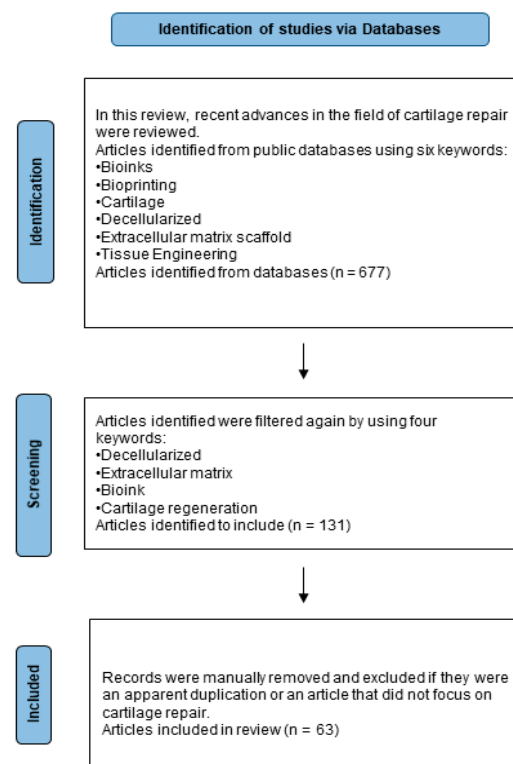 Identification of studies via Databases
Identification
In this review, recent advances in the field of cartilage repair
were reviewed.
Articles identified from public databases using six keywords:
•Bioinks
•Bioprinting
•Cartilage
•Decellularized
•Extracellular matrix scaffold
•Tissue Engineering
Articles identified from databases (n = 677)
Screening
Articles identified were filtered again by using four
keywords:
•Decellularized
•Extracellular matrix
•Bioink
•Cartilage regeneration
Articles identified to include (n = 131)
Included
Records were manually removed and excluded if they were
an apparent duplication or an article that did not focus on
cartilage repair.
Articles included in review (n = 63)